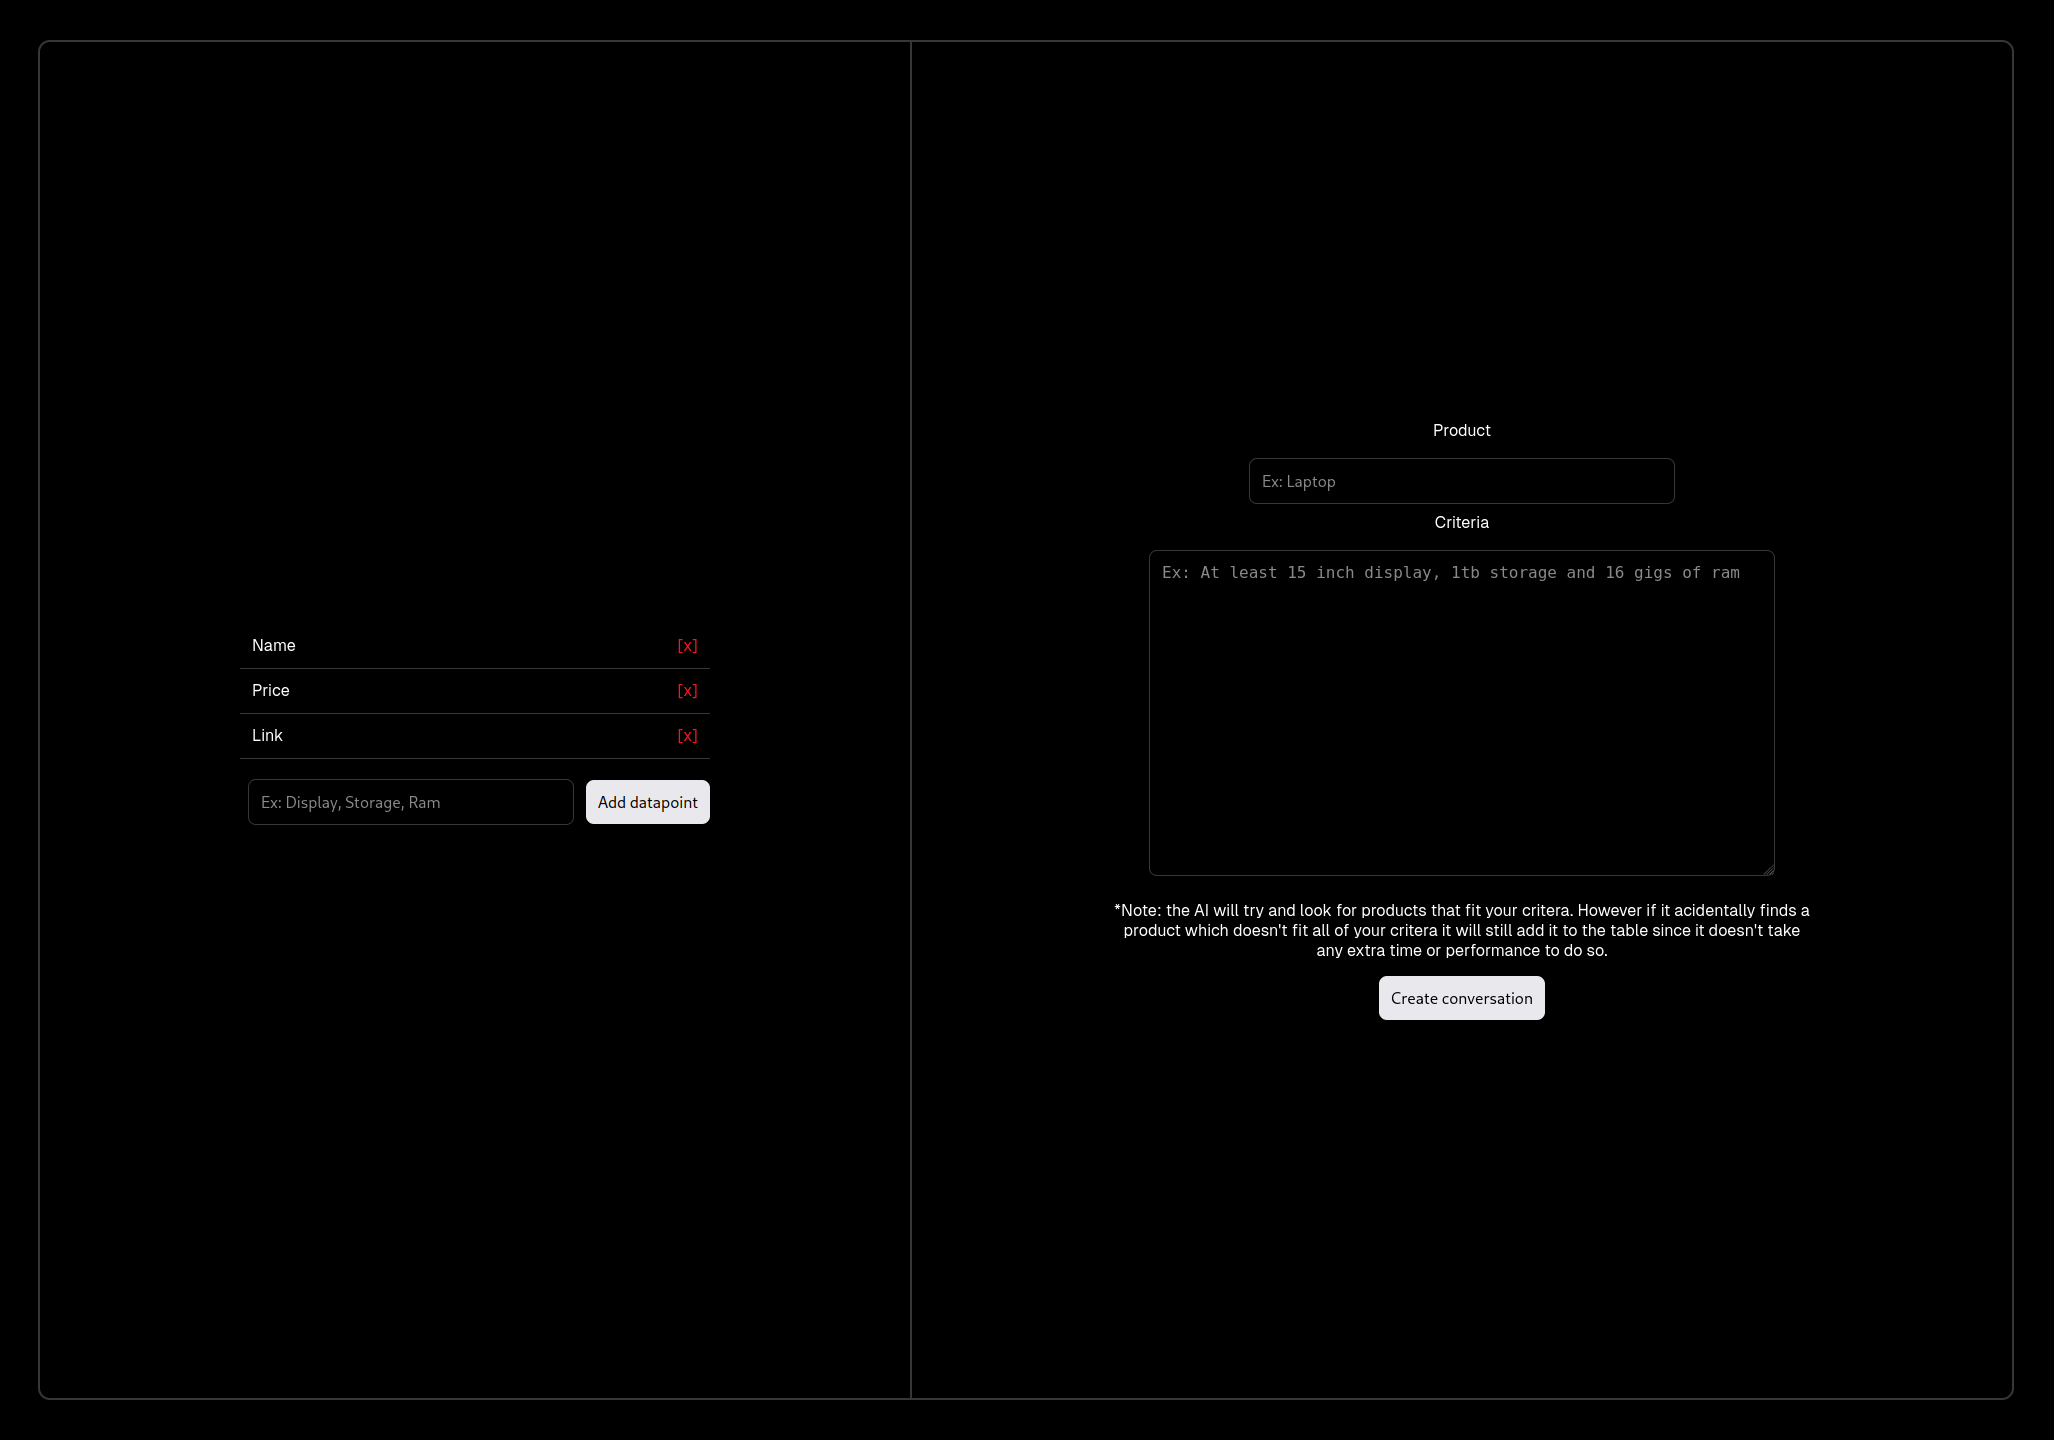 Name [x]
Price [x]
Link [x]
Ex: Display, Storage, Ram
Add datapoint
Product
Ex: Laptop
Criteria
Ex: At least 15 inch display, 1tb storage and 16 gigs of ram
*Note: the AI will try and look for products that fit your critera. However if it acidentally finds a
product which doesn't fit all of your critera it will still add it to the table since it doesn't take
any extra time or performance to do so.
Create conversation